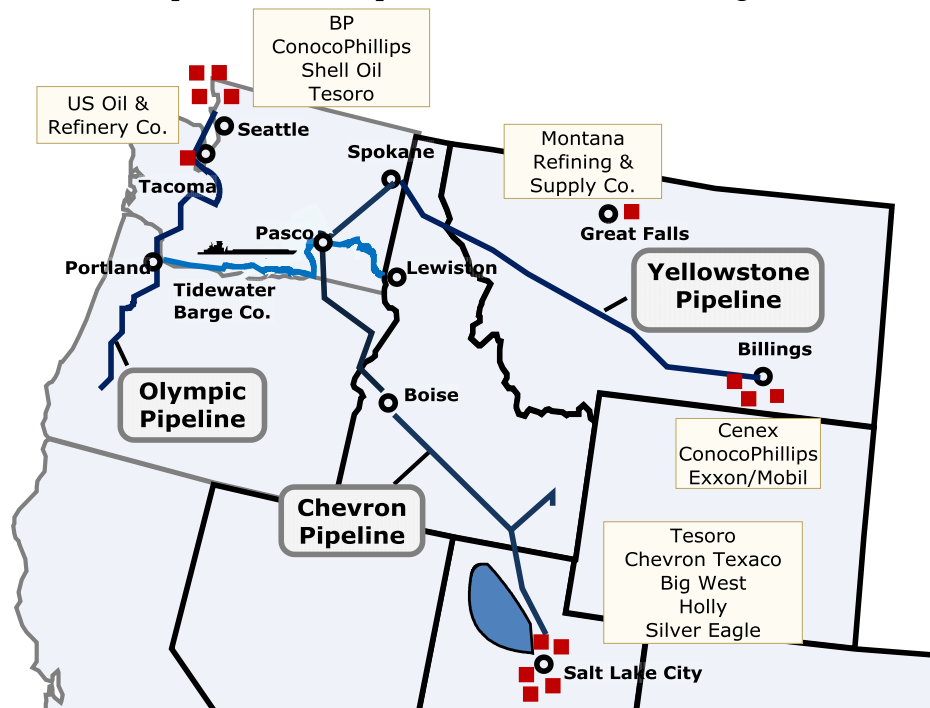 BP
ConocoPhillips
Shell Oil
Tesoro
US Oil &
Refinery Co.
Seattle
Tacoma
Spokane
Montana
Refining &
Supply Co.
Great Falls
Pasco
Portland
Lewiston
Tidewater
Barge Co.
Yellowstone
Pipeline
Billings
Olympic
Pipeline
Boise
Cenex
ConocoPhillips
Exxon/Mobil
Chevron
Pipeline
Tesoro
Chevron Texaco
Big West
Holly
Silver Eagle
Salt Lake City